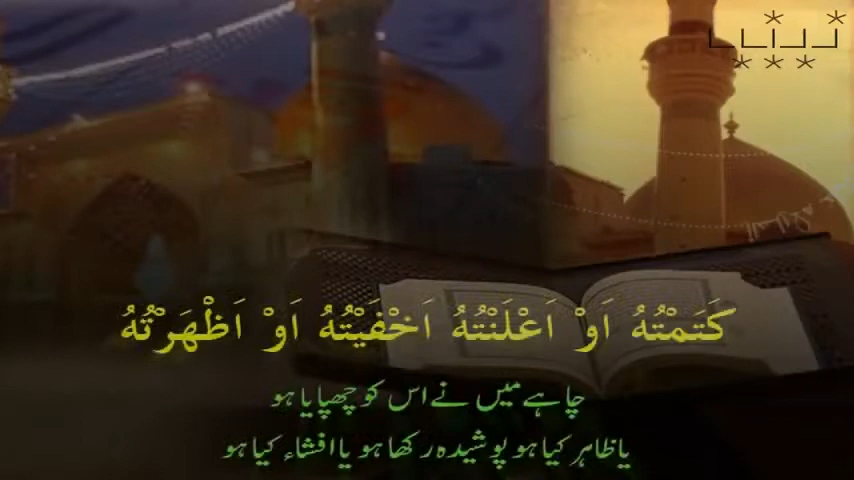 كَتَمْتُهُ اَوْ اَعْلَنْتُهُ اَخْفَيْتُهُ اَوْ اَظْهَرْتُهُ
چاہے میں نے اس کو چھپایا ہو
یا ظاہر کیا ہو پوشیدہ رکھا ہو یا افشاء کیا ہو